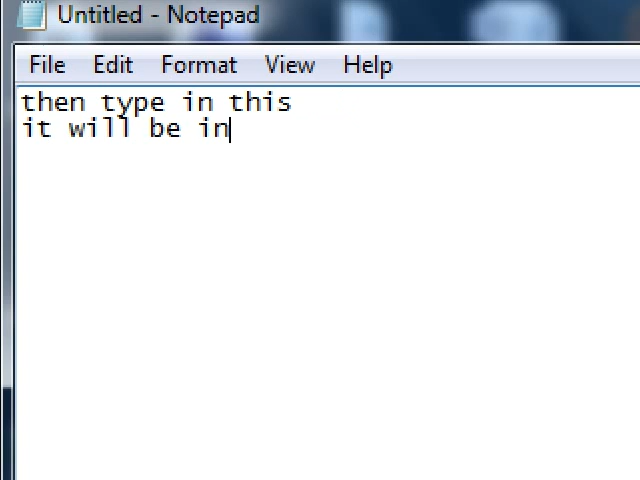 Untitled - Notepad
File Edit Format View Help
then type in this
it will be in